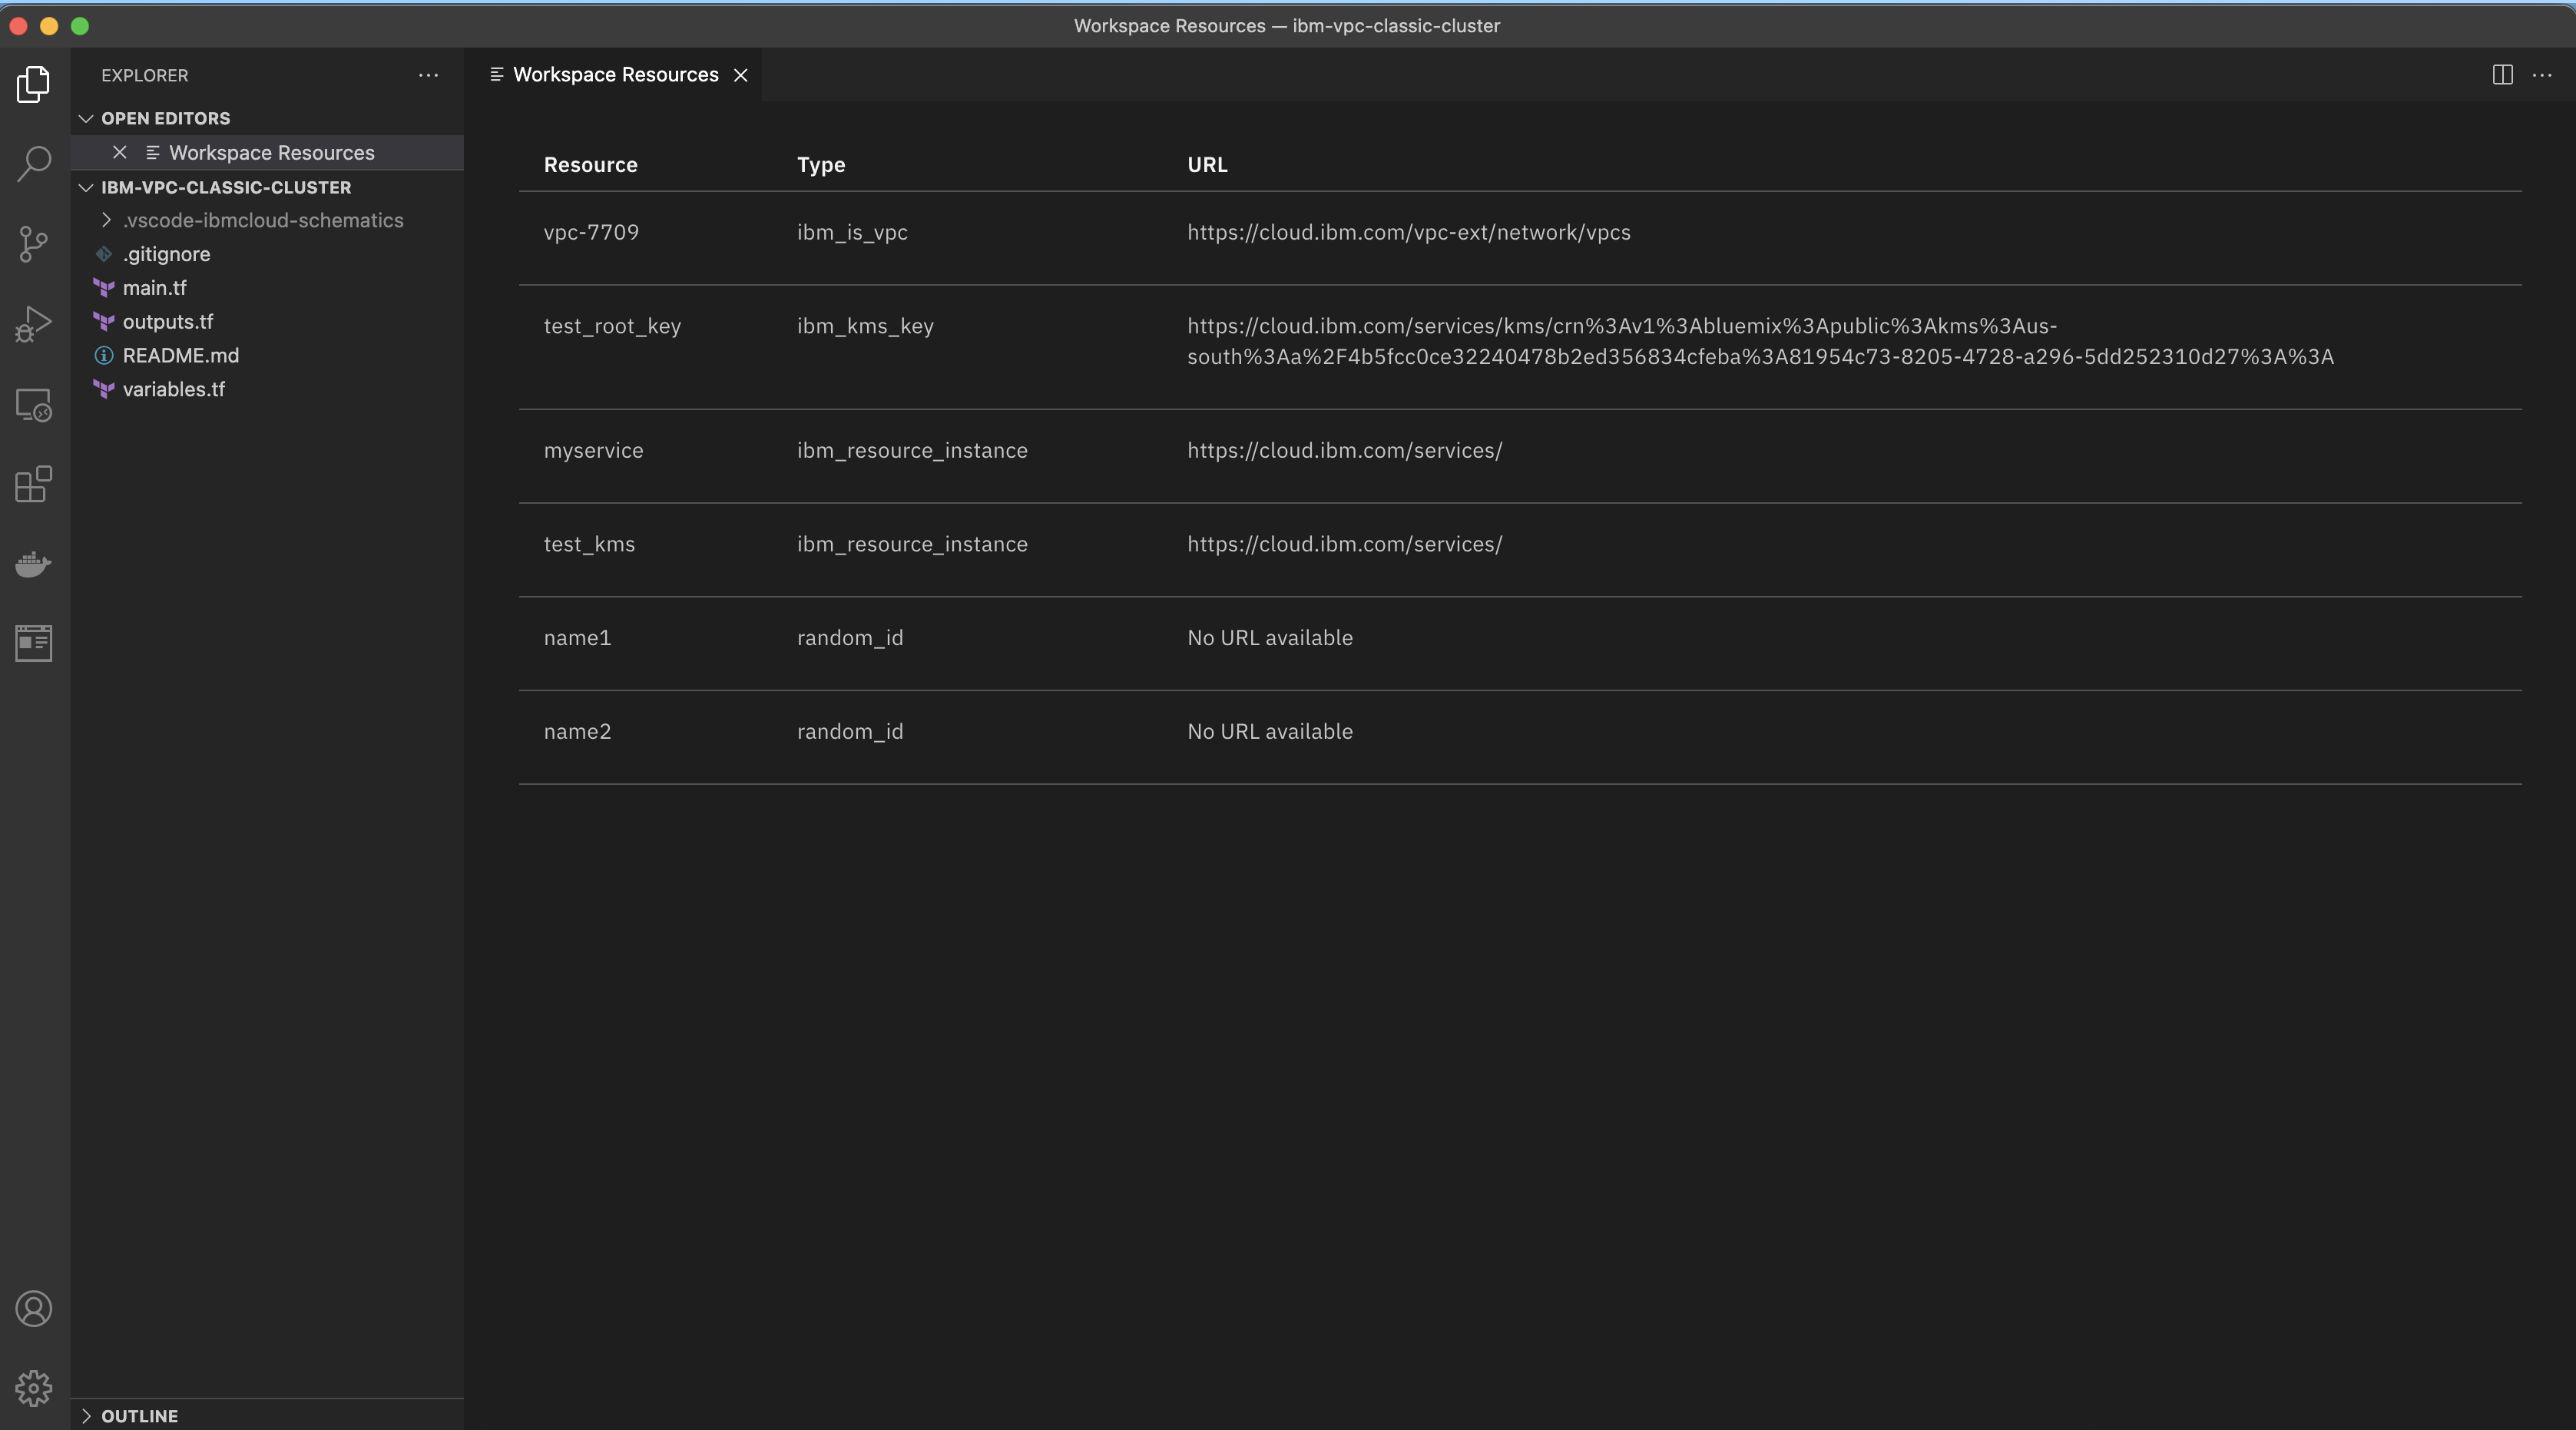 Workspace Resources — ibm-vpc-classic-cluster
EXPLORER
OPEN EDITORS
Workspace Resources
IBM-VPC-CLASSIC-CLUSTER
.vscode-ibmcloud-schematics
.gitignore
main.tf
outputs.tf
README.md
variables.tf
OUTLINE
Workspace Resources
Resource Type URL
vpc-7709 ibm_is_vpc https://cloud.ibm.com/vpc-ext/network/vpcs
test_root_key ibm_kms_key https://cloud.ibm.com/services/kms/crn%3Av1%3Abluemix%3Apublic%3Akms%3Aus-
south%3Aa%2F4b5fcc0ce32240478b2ed356834cfeba%3A81954c73-8205-4728-a296-5dd252310d27%3A%3A
myservice ibm_resource_instance https://cloud.ibm.com/services/
test_kms ibm_resource_instance https://cloud.ibm.com/services/
name1 random_id No URL available
name2 random_id No URL available